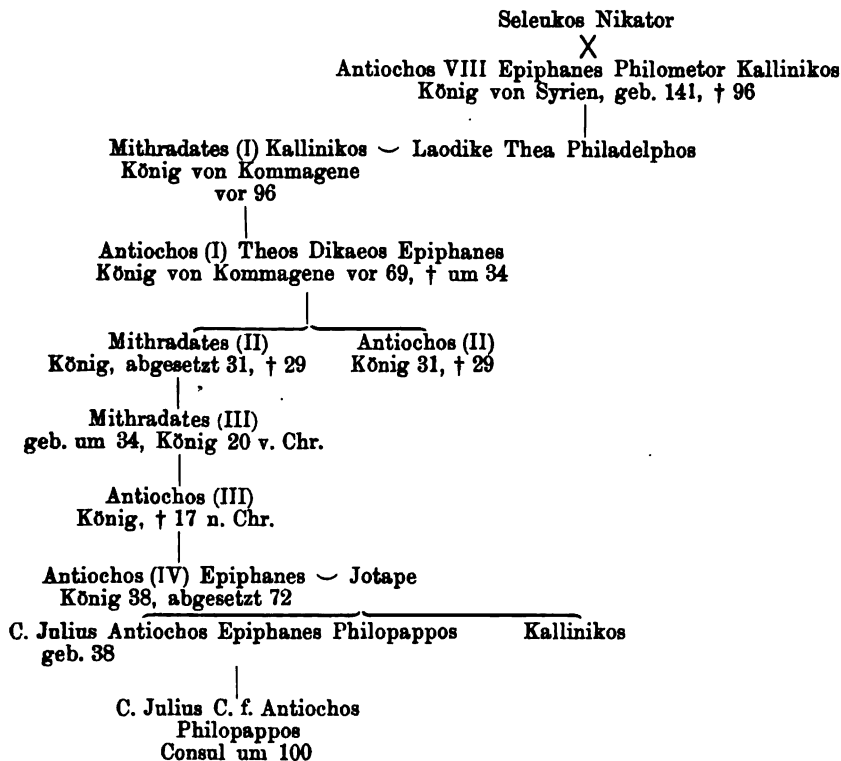 Seleukos Nikator
X
Antiochos VIII Epiphanes Philometor Kallinikos
König von Syrien, geb. 141, † 96
Mithradates (I) Kallinikos ⌣ Laodike Thea Philadelphos
König von Kommagene
vor 96
Antiochos (I) Theos Dikaeos Epiphanes
König von Kommagene vor 69, † um 34
Mithradates (II) Antiochos (II)
König, abgesetzt 31, † 29 König 31, † 29
Mithradates (III)
geb. um 34, König 20 v. Chr.
Antiochos (III)
König, † 17 n. Chr.
Antiochos (IV) Epiphanes ⌣ Jotape
König 38, abgesetzt 72
C. Julius Antiochos Epiphanes Philopappos Kallinikos
geb. 38
C. Julius C. f. Antiochos
Philopappos
Consul um 100